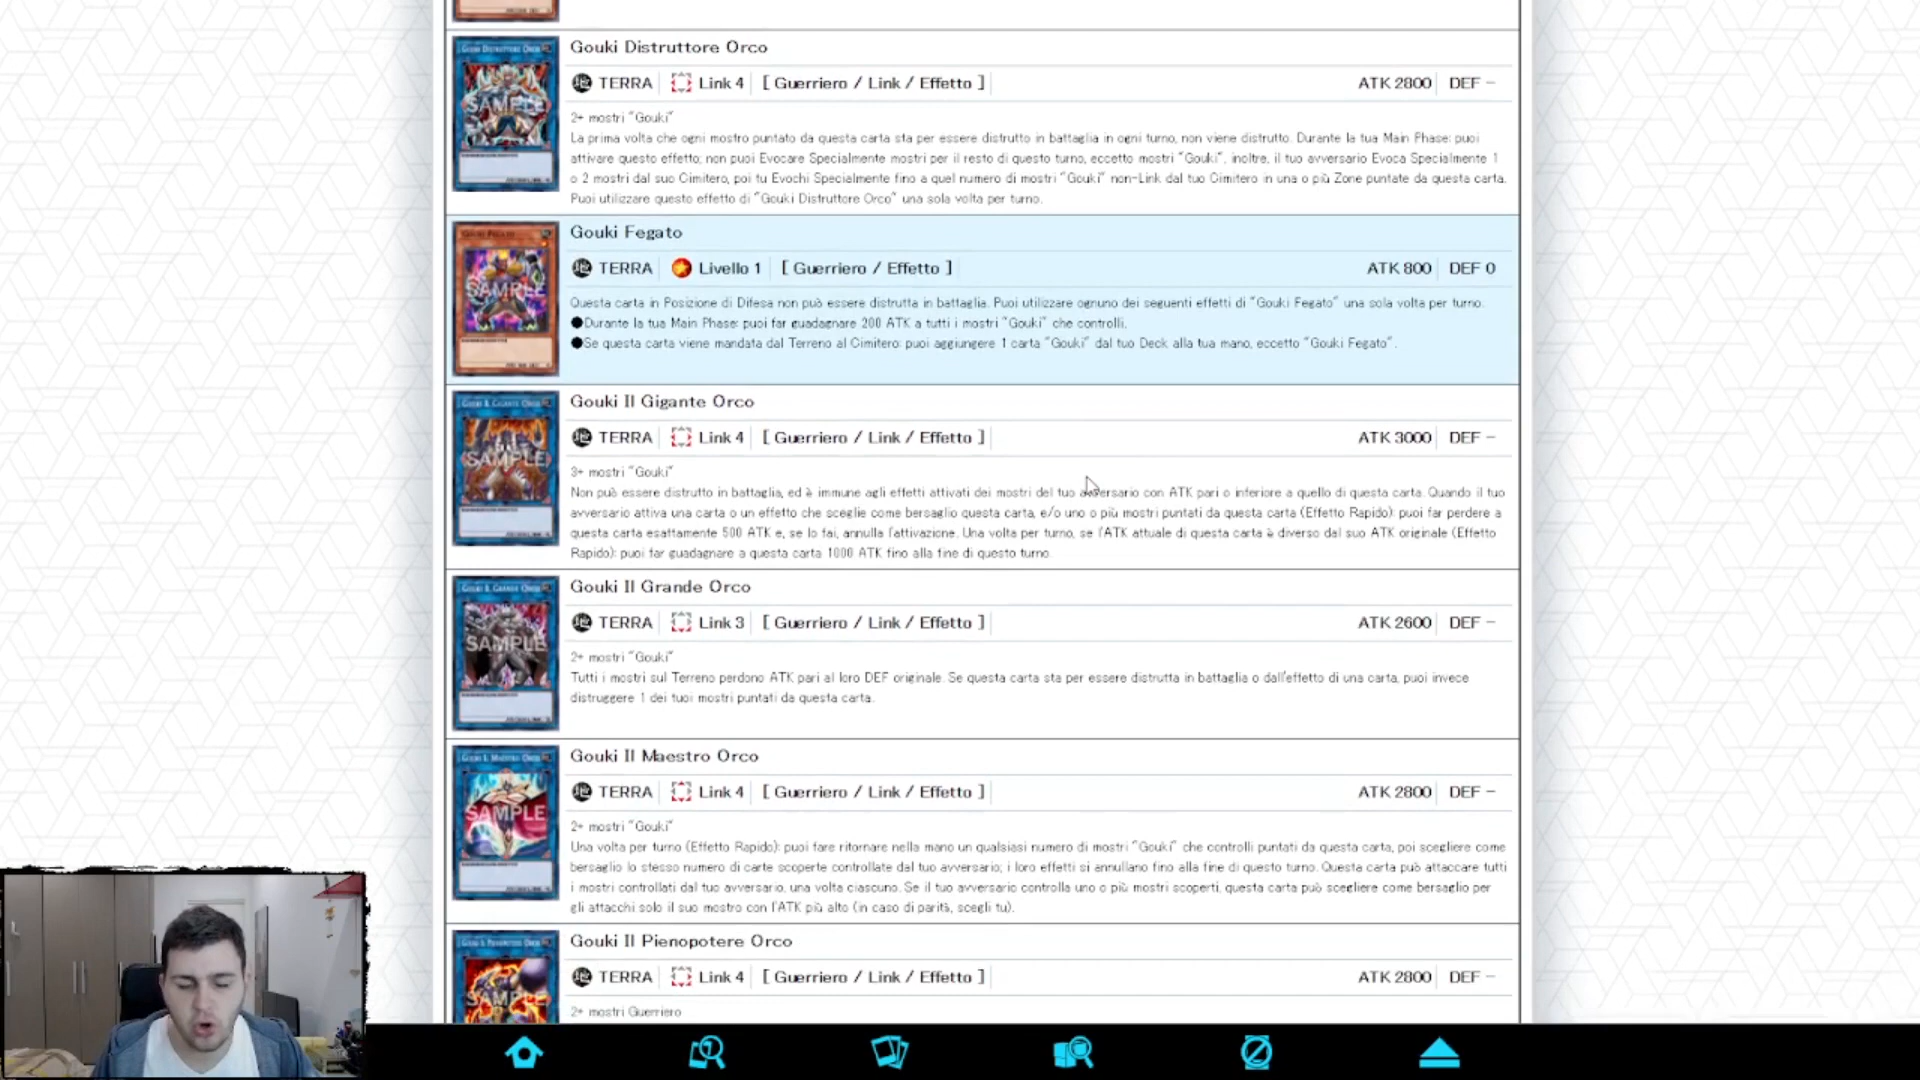 Gouki Distruttore Orco
TERRA Link 4 [ Guerriero / Link / Effetto ] ATK 2800 DEF -
2+ mostri "Gouki"
La prima volta che ogni mostro puntato da questa carta sta per essere distrutto in battaglia in ogni turno, non viene distrutto. Durante la tua Main Phase: puoi
attivare questo effetto; non puoi Evocare Specialmente mostri per il resto di questo turno, eccetto mostri "Gouki", inoltre, il tuo avversario Evoca Specialmente 1
o 2 mostri dal suo Cimitero, poi tu Evochi Specialmente fino a quel numero di mostri "Gouki" non-Link dal tuo Cimitero in una o più Zone puntate da questa carta.
Puoi utilizzare questo effetto di "Gouki Distruttore Orco" una sola volta per turno.
SAMPLE
Gouki Fegato
TERRA Livello 1 [ Guerriero / Effetto ] ATK 800 DEF 0
Questa carta in Posizione di Difesa non può essere distrutta in battaglia. Puoi utilizzare ognuno dei seguenti effetti di "Gouki Fegato" una sola volta per turno.
●Durante la tua Main Phase: puoi far guadagnare 200 ATK a tutti i mostri "Gouki" che controlli.
●Se questa carta viene mandata dal Terreno al Cimitero: puoi aggiungere 1 carta "Gouki" dal tuo Deck alla tua mano, eccetto "Gouki Fegato".
SAMPLE
Gouki Il Gigante Orco
TERRA Link 4 [ Guerriero / Link / Effetto ] ATK 3000 DEF -
3+ mostri "Gouki"
Non può essere distrutto in battaglia, ed è immune agli effetti attivati dei mostri del tuo avversario con ATK pari o inferiore a quello di questa carta. Quando il tuo
avversario attiva una carta o un effetto che sceglie come bersaglio questa carta, e/o uno o più mostri puntati da questa carta (Effetto Rapido): puoi far perdere a
questa carta esattamente 500 ATK e, se lo fai, annulla l'attivazione. Una volta per turno, se l'ATK attuale di questa carta è diverso dal suo ATK originale (Effetto
Rapido): puoi far guadagnare a questa carta 1000 ATK fino alla fine di questo turno.
SAMPLE
Gouki Il Grande Orco
TERRA Link 3 [ Guerriero / Link / Effetto ] ATK 2600 DEF -
2+ mostri "Gouki"
Tutti i mostri sul Terreno perdono ATK pari al loro DEF originale. Se questa carta sta per essere distrutta in battaglia o dall'effetto di una carta, puoi invece
distruggere 1 dei tuoi mostri puntati da questa carta.
SAMPLE
Gouki Il Maestro Orco
TERRA Link 4 [ Guerriero / Link / Effetto ] ATK 2800 DEF -
2+ mostri "Gouki"
Una volta per turno (Effetto Rapido): puoi fare ritornare nella mano un qualsiasi numero di mostri "Gouki" che controlli puntati da questa carta, poi scegliere come
bersaglio lo stesso numero di carte scoperte controllate dal tuo avversario; i loro effetti si annullano fino alla fine di questo turno. Questa carta può attaccare tutti
i mostri controllati dal tuo avversario, una volta ciascuno. Se il tuo avversario controlla uno o più mostri scoperti, questa carta può scegliere come bersaglio per
gli attacchi solo il suo mostro con l'ATK più alto (in caso di parità, scegli tu).
SAMPLE
Gouki Il Pienopotere Orco
TERRA Link 4 [ Guerriero / Link / Effetto ] ATK 2800 DEF -
2+ mostri Guerriero
SAMPLE